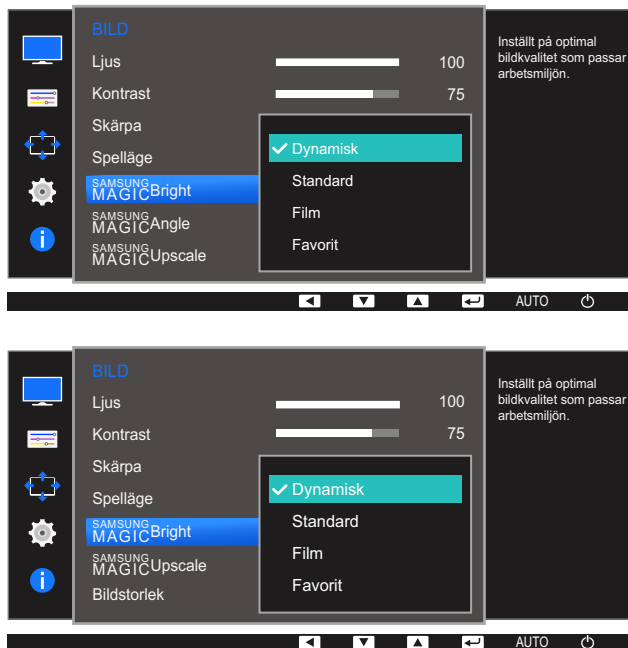 BILD
Ljus 100
Kontrast 75
Skärpa
Spelläge
SAMSUNG MAGIC Bright
SAMSUNG MAGIC Angle
SAMSUNG MAGIC Upscale
Dynamisk
Standard
Film
Favorit
Inställt på optimal
bildkvalitet som passar
arbetsmiljön.
AUTO
BILD
Ljus 100
Kontrast 75
Skärpa
Spelläge
SAMSUNG MAGIC Bright
SAMSUNG MAGIC Upscale
Bildstorlek
Dynamisk
Standard
Film
Favorit
Inställt på optimal
bildkvalitet som passar
arbetsmiljön.
AUTO